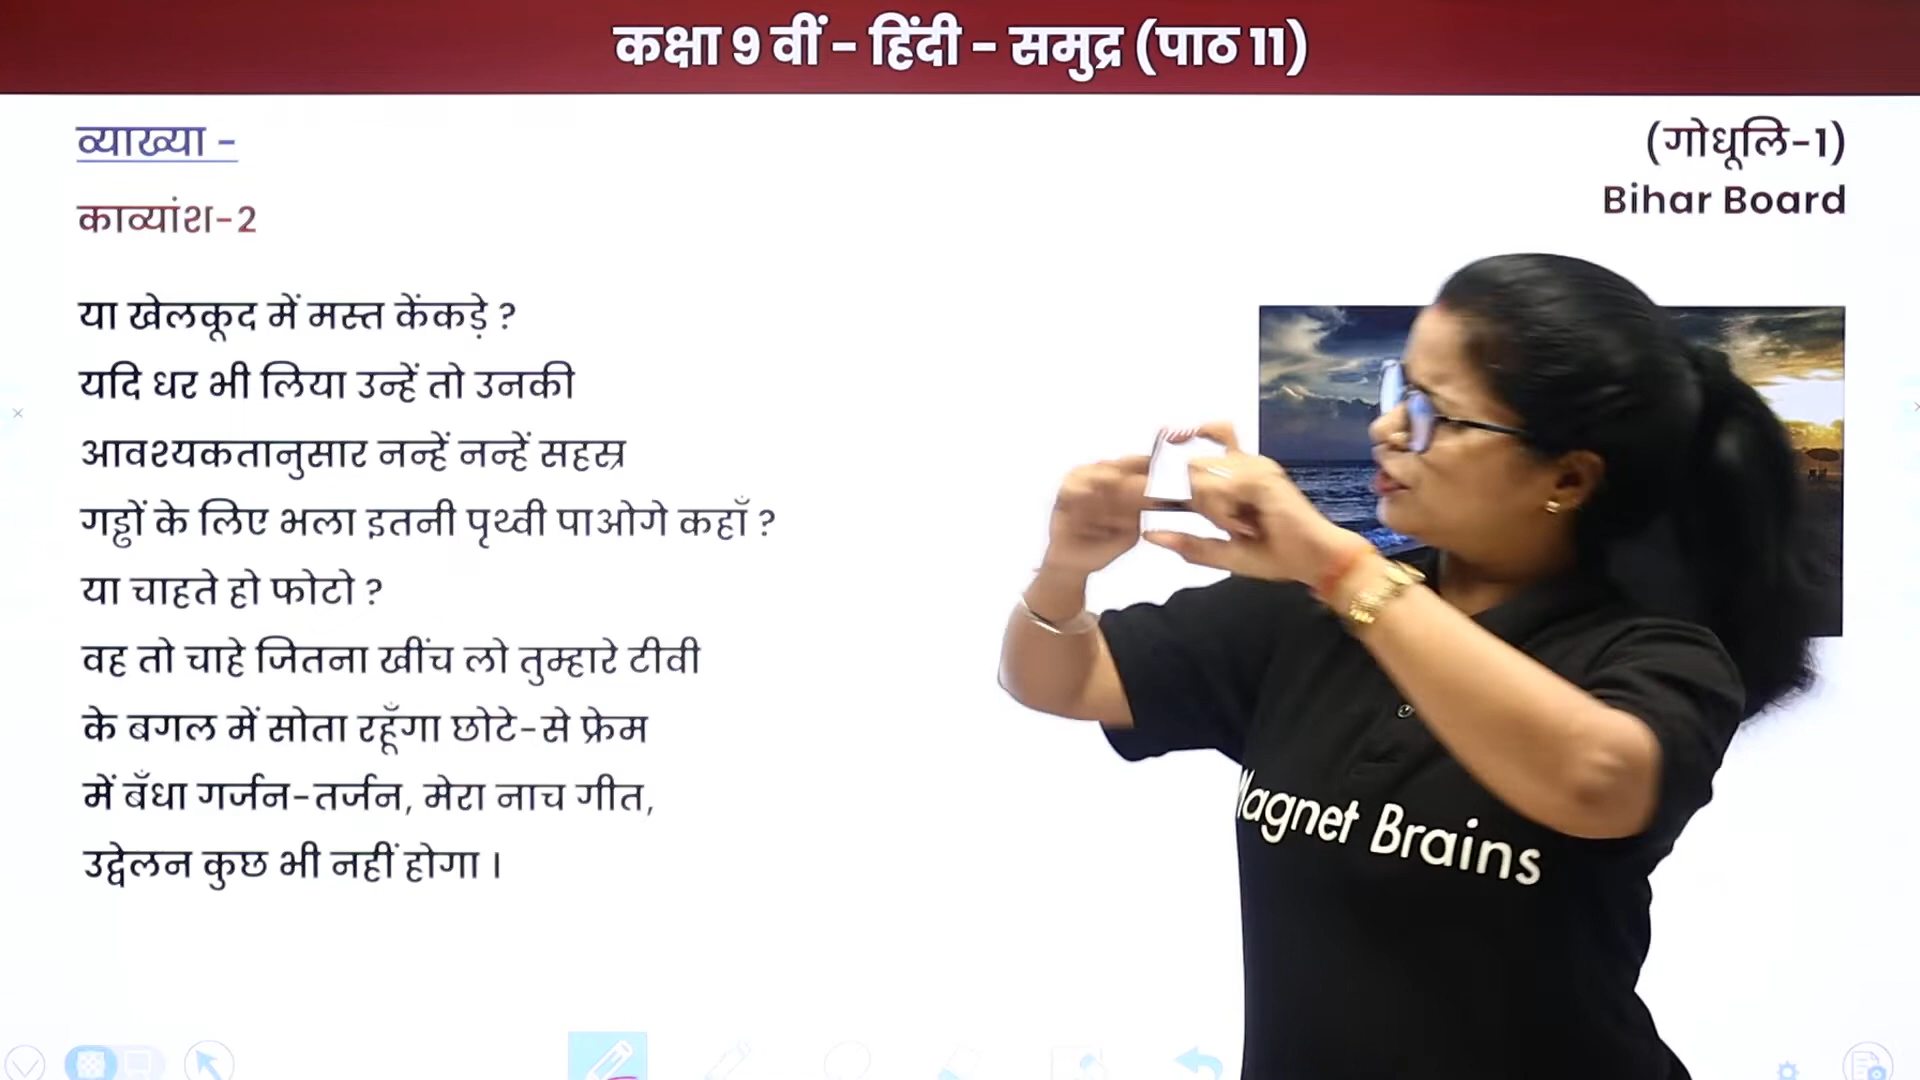 कक्षा 9 वीं - हिंदी - समुद्र (पाठ 11)
व्याख्या -
(गोधूलि-1)
Bihar Board
काव्यांश-2
या खेलकूद में मस्त केंकड़े ?
यदि धर भी लिया उन्हें तो उनकी
आवश्यकतानुसार नन्हें नन्हें सहस्र
गड्ढों के लिए भला इतनी पृथ्वी पाओगे कहाँ ?
या चाहते हो फोटो ?
वह तो चाहे जितना खींच लो तुम्हारे टीवी
के बगल में सोता रहूँगा छोटे-से फ्रेम
में बँधा गर्जन-तर्जन, मेरा नाच गीत,
उद्वेलन कुछ भी नहीं होगा ।
Magnet Brains